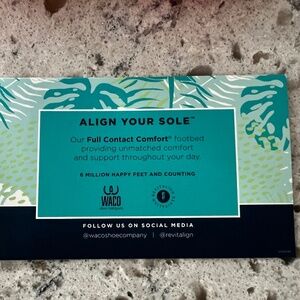 ALIGN YOUR SOLE™
Our Full Contact Comfort® footbed
providing unmatched comfort
and support throughout your day.
6 MILLION HAPPY FEET AND COUNTING
WACO
FOLLOW US ON SOCIAL MEDIA
@wacoshoecompany | @revitalign